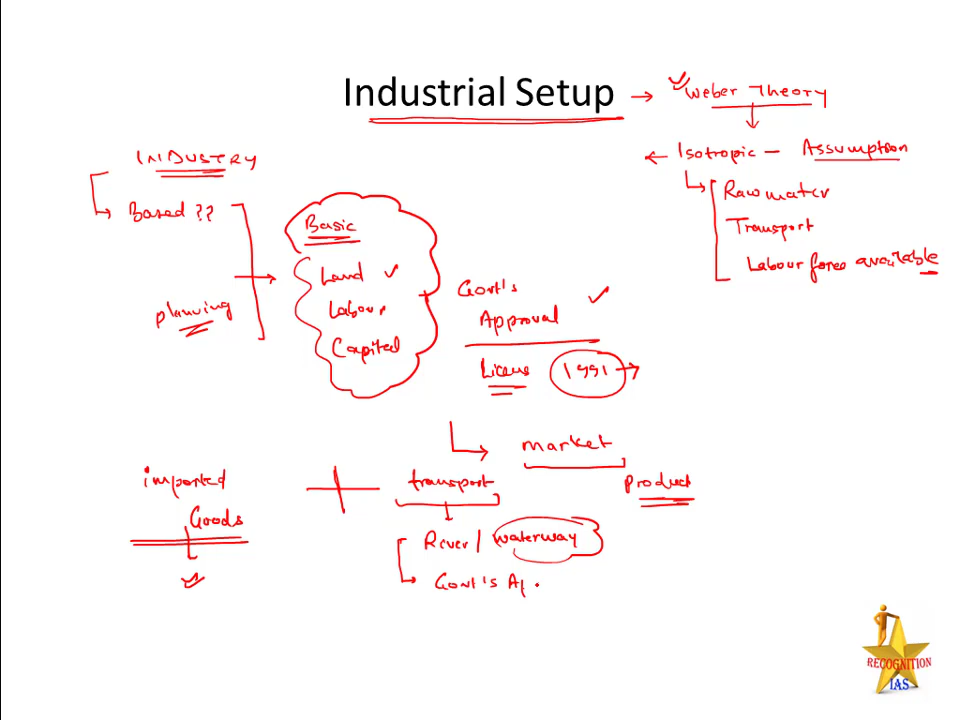 Industrial Setup → Weber Theory
Isotropic - Assumption
Raw mater
Transport
Labour force available
INDUSTRY
Based ??
planning
Basic
Land
Labour
Capital
Govt's
Approval
Licens 1991 →
market
product
imported
Goods
+
transport
River / waterway
Govt's Ap.
RECOGNITION
IAS